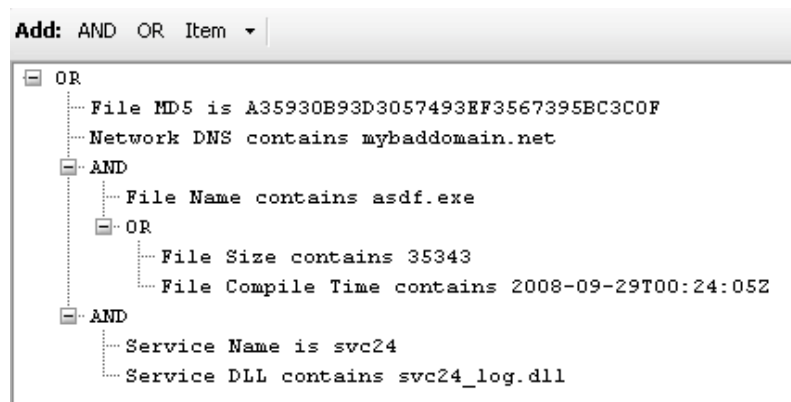 Add: AND OR Item
OR
File MD5 is A35930B93D3057493EF3567395BC3C0F
Network DNS contains mybaddomain.net
AND
File Name contains asdf.exe
OR
File Size contains 35343
File Compile Time contains 2008-09-29T00:24:05Z
AND
Service Name is svc24
Service DLL contains svc24_log.dll